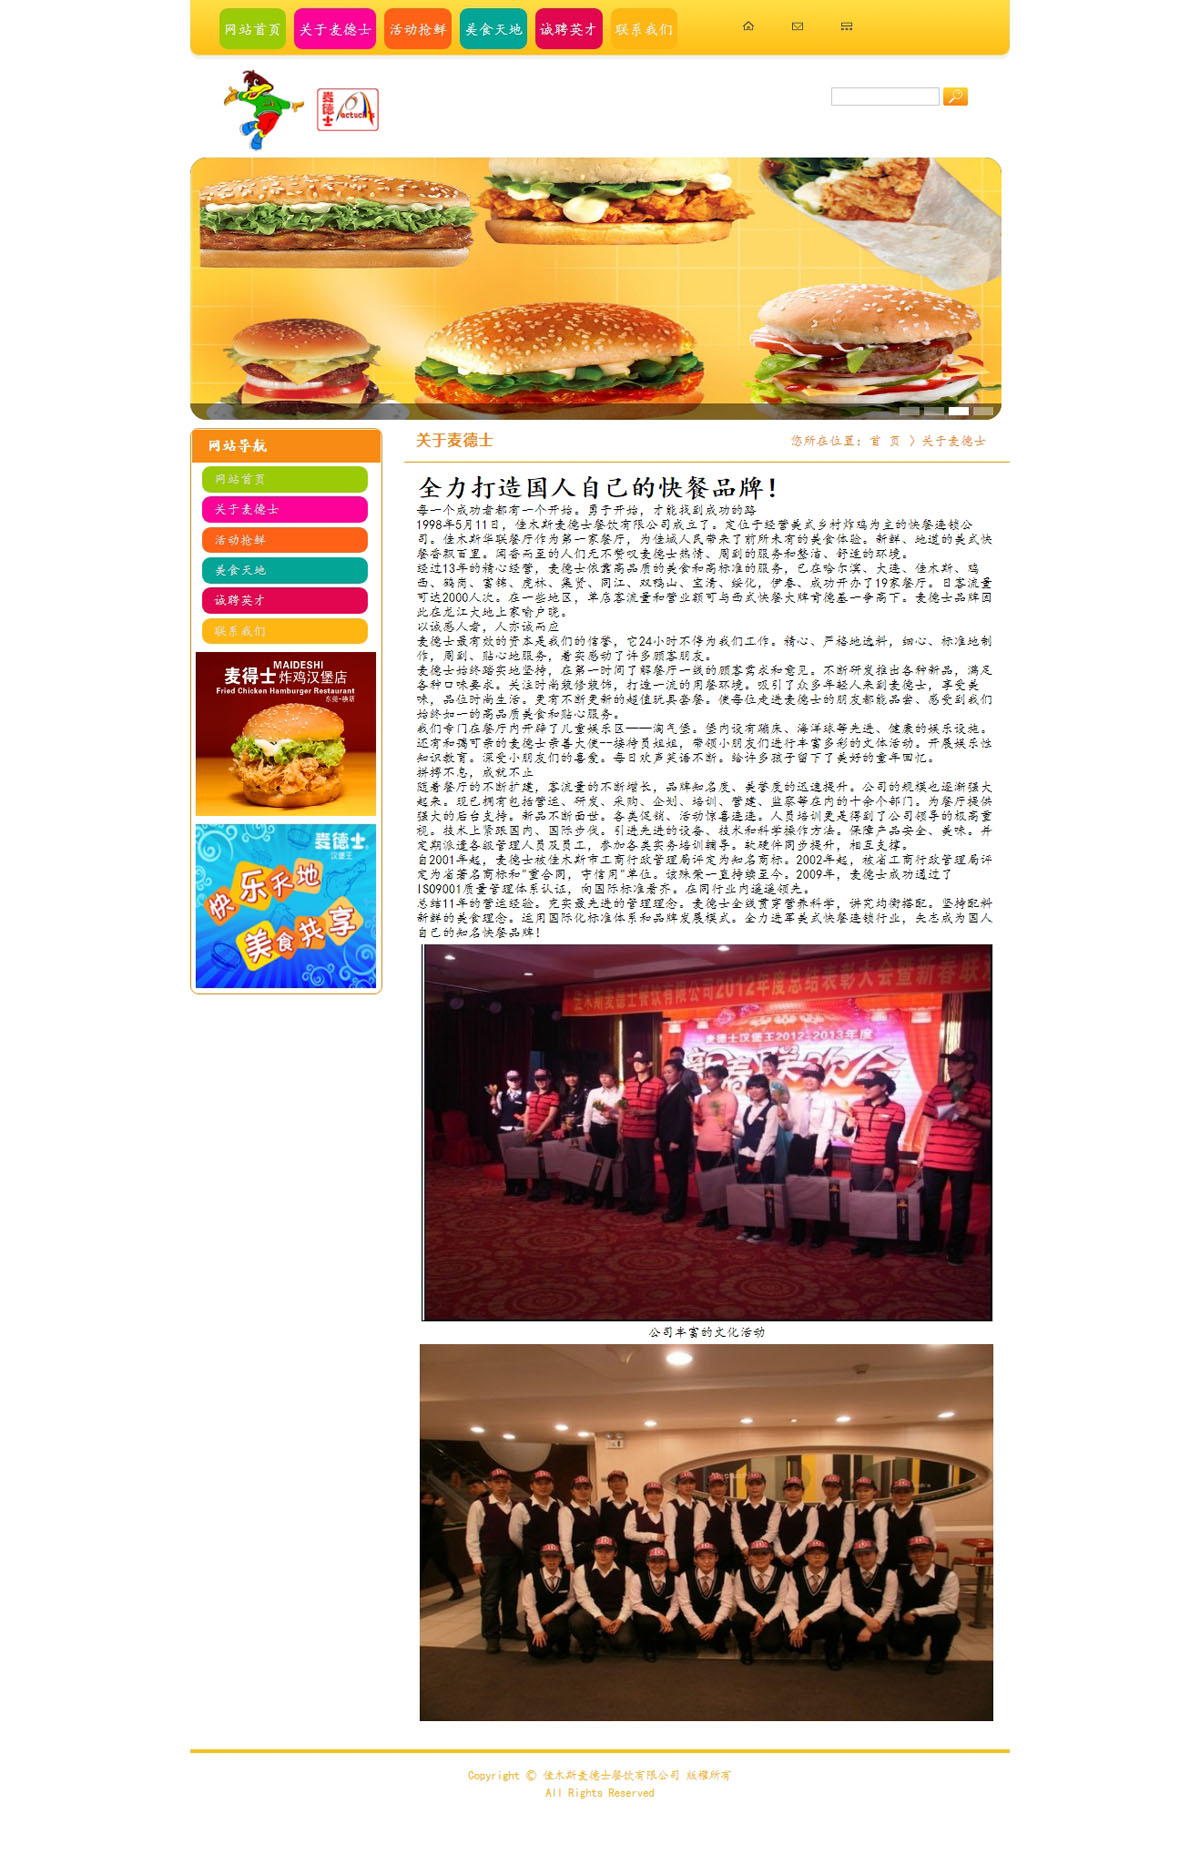 网站首页 关于麦德士 活动抢鲜 美食天地 诚聘英才 联系我们
麦德士
关于麦德士
您所在位置：首 页 》关于麦德士
网站导航
网站首页
关于麦德士
活动抢鲜
美食天地
诚聘英才
联系我们
MAIDESHI
麦得士炸鸡汉堡店
Fried Chicken Hamburger Restaurant
麦德士
汉堡王
快乐天地
美食共享
全力打造国人自己的快餐品牌！
每一个成功者都有一个开始。勇于开始，才能找到成功的路
1998年5月11日，佳木斯麦德士餐饮有限公司成立了。定位于经营美式乡村炸鸡为主的快餐连锁公
司。佳木斯华联餐厅作为第一家餐厅，为佳城人民带来了前所未有的美食体验。新鲜、地道的美式快
餐香飘百里。闻香而至的人们无不赞叹麦德士热情、周到的服务和整洁、舒适的环境。
经过13年的精心经营，麦德士依靠高品质的美食和高标准的服务，已在哈尔滨、大连、佳木斯、鸡
西、鹤岗、富锦、虎林、集贤、同江、双鸭山、宝清、绥化，伊春、成功开办了19家餐厅。日客流量
可达2000人次。在一些地区，单店客流量和营业额可与西式快餐大牌肯德基一争高下。麦德士品牌因
此在龙江大地上家喻户晓。
以诚感人者，人亦诚而应
麦德士最有效的资本是我们的信誉，它24小时不停为我们工作。精心、严格地选料，细心、标准地制
作，周到、贴心地服务，着实感动了许多顾客朋友。
麦德士始终踏实地坚持，在第一时间了解餐厅一线的顾客需求和意见。不断研发推出各种新品，满足
各种口味要求。关注时尚装修装饰，打造一流的用餐环境。吸引了众多年轻人来到麦德士，享受美
味，品位时尚生活。更有不断更新的超值玩具套餐。使每位走进麦德士的朋友都能品尝、感受到我们
始终如一的高品质美食和贴心服务。
我们专门在餐厅内开辟了儿童娱乐区——淘气堡。堡内设有蹦床、海洋球等先进、健康的娱乐设施。
还有和蔼可亲的麦德士亲善大使--接待员姐姐，带领小朋友们进行丰富多彩的文体活动。开展娱乐性
知识教育。深受小朋友们的喜爱。每日欢声笑语不断。给许多孩子留下了美好的童年回忆。
拼搏不息，成就不止
随着餐厅的不断扩建，客流量的不断增长，品牌知名度、美誉度的迅速提升。公司的规模也逐渐强大
起来。现已拥有包括营运、研发、采购、企划、培训、营建、监察等在内的十余个部门。为餐厅提供
强大的后台支持。新品不断面世。各类促销、活动惊喜连连。人员培训更是得到了公司领导的极高重
视。技术上紧跟国内、国际步伐。引进先进的设备、技术和科学操作方法。保障产品安全、美味。并
定期派遣各级管理人员及员工，参加各类实务培训辅导。软硬件同步提升，相互支撑。
自2001年起，麦德士被佳木斯市工商行政管理局评定为知名商标。2002年起，被省工商行政管理局评
定为省著名商标和"重合同，守信用"单位。该殊荣一直持续至今。2009年，麦德士成功通过了
ISO9001质量管理体系认证，向国际标准看齐。在同行业内遥遥领先。
总结11年的营运经验。充实最先进的管理理念。麦德士全线贯穿营养科学，讲究均衡搭配。坚持配料
新鲜的美食理念。运用国际化标准体系和品牌发展模式。全力进军美式快餐连锁行业，矢志成为国人
自己的知名快餐品牌！
佳木斯麦德士餐饮有限公司2012年度总结表彰大会暨新春联欢
麦德士汉堡王2012-2013年度
新春联欢会
公司丰富的文化活动
Copyright © 佳木斯麦德士餐饮有限公司 版權所有
All Rights Reserved